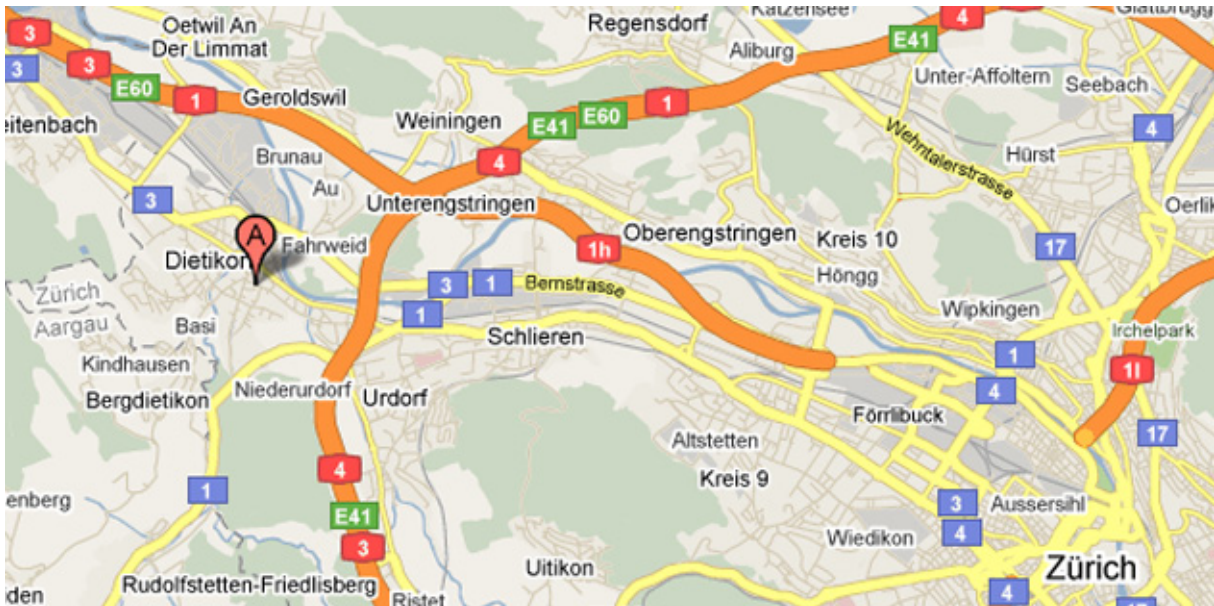 3
Oetwil An
Der Limmat
Regensdorf
Katzensee
4
Glattbrugg
3
3
E60
1
Geroldswil
Aliburg
E41
Unter-Affoltern
Seebach
eitenbach
Weiningen
E41
E60
1
4
Brunau
Au
4
Wehntalerstrasse
Hürst
3
Unterengstringen
Oerlik
A
Fahrweid
Dietikon
1h
Oberengstringen
Kreis 10
17
Höngg
3
1
Bernstrasse
Zürich
Aargau
Basi
1
Schlieren
Wipkingen
Irchelpark
Kindhausen
1
1l
Bergdietikon
Niederurdorf
Urdorf
4
Förrlibuck
Altstetten
17
4
Kreis 9
enberg
1
E41
3
Aussersihl
3
4
Wiedikon
Uitikon
Zürich
Rudolfstetten-Friedlisberg
den
Ristet
4